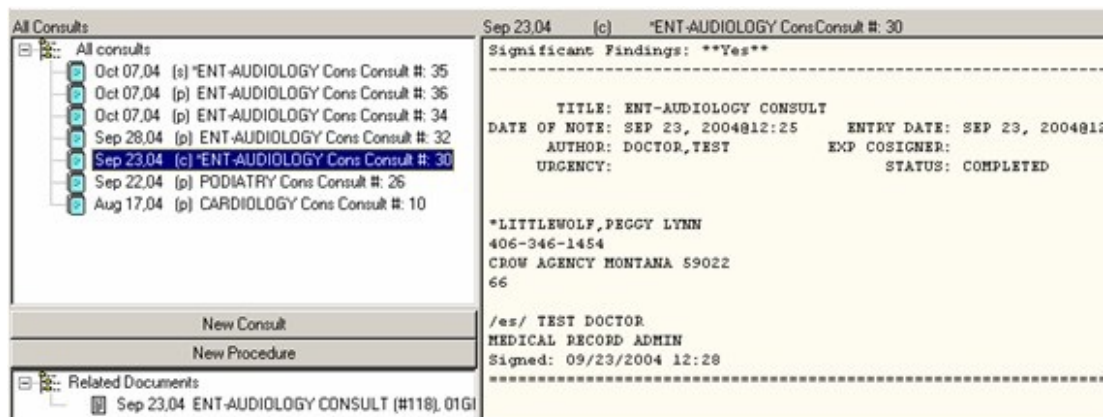 All Consults
All consults
Oct 07,04 (s) *ENT-AUDIOLOGY Cons Consult #: 35
Oct 07,04 (p) ENT-AUDIOLOGY Cons Consult #: 36
Oct 07,04 (p) ENT-AUDIOLOGY Cons Consult #: 34
Sep 28,04 (p) ENT-AUDIOLOGY Cons Consult #: 32
Sep 23,04 (c) *ENT-AUDIOLOGY Cons Consult #: 30
Sep 22,04 (p) PODIATRY Cons Consult #: 26
Aug 17,04 (p) CARDIOLOGY Cons Consult #: 10
New Consult
New Procedure
Related Documents
Sep 23,04 ENT-AUDIOLOGY CONSULT (#118), 01GI
Sep 23,04 (c) *ENT-AUDIOLOGY ConsConsult #: 30
Significant Findings: **Yes**
TITLE: ENT-AUDIOLOGY CONSULT
DATE OF NOTE: SEP 23, 2004@12:25 ENTRY DATE: SEP 23, 2004@12
AUTHOR: DOCTOR,TEST EXP COSIGNER:
URGENCY: STATUS: COMPLETED
*LITTLEWOLF,PEGGY LYNN
406-346-1454
CROW AGENCY MONTANA 59022
66
/es/ TEST DOCTOR
MEDICAL RECORD ADMIN
Signed: 09/23/2004 12:28